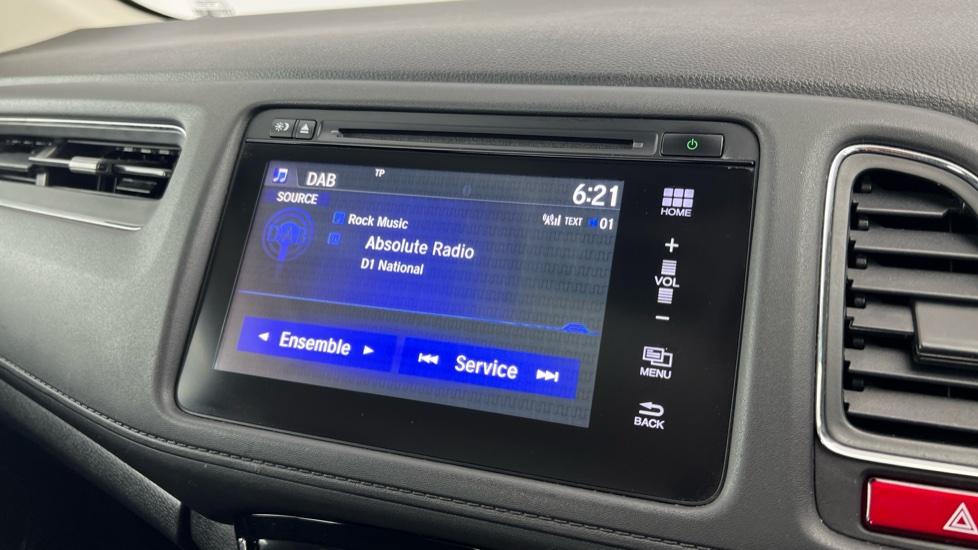 DAB TP 6:21
SOURCE
Rock Music TEXT 01
Absolute Radio
D1 National
Ensemble Service
HOME
+
VOL
−
MENU
BACK